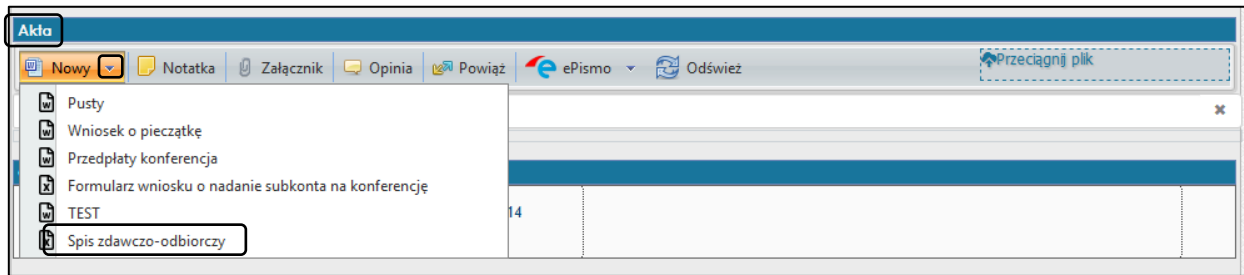 Akta
Nowy Notatka Załącznik Opinia Powiąż ePismo Odśwież Przeciągnij plik
Pusty
Wniosek o pieczątkę
Przedpłaty konferencja
Formularz wniosku o nadanie subkonta na konferencję
TEST 14
Spis zdawczo-odbiorczy